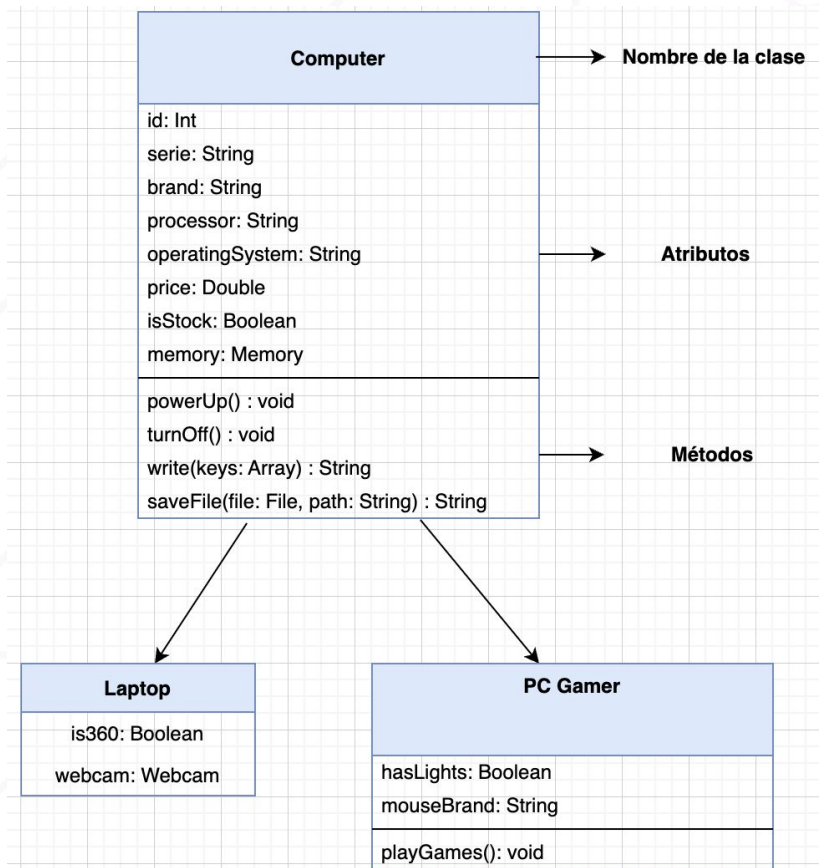 Computer
Nombre de la clase
id: Int
serie: String
brand: String
processor: String
operatingSystem: String
Atributos
price: Double
isStock: Boolean
memory: Memory
powerUp() : void
turnOff() : void
Métodos
write(keys: Array) : String
saveFile(file: File, path: String) : String
Laptop
is360: Boolean
webcam: Webcam
PC Gamer
hasLights: Boolean
mouseBrand: String
playGames(): void